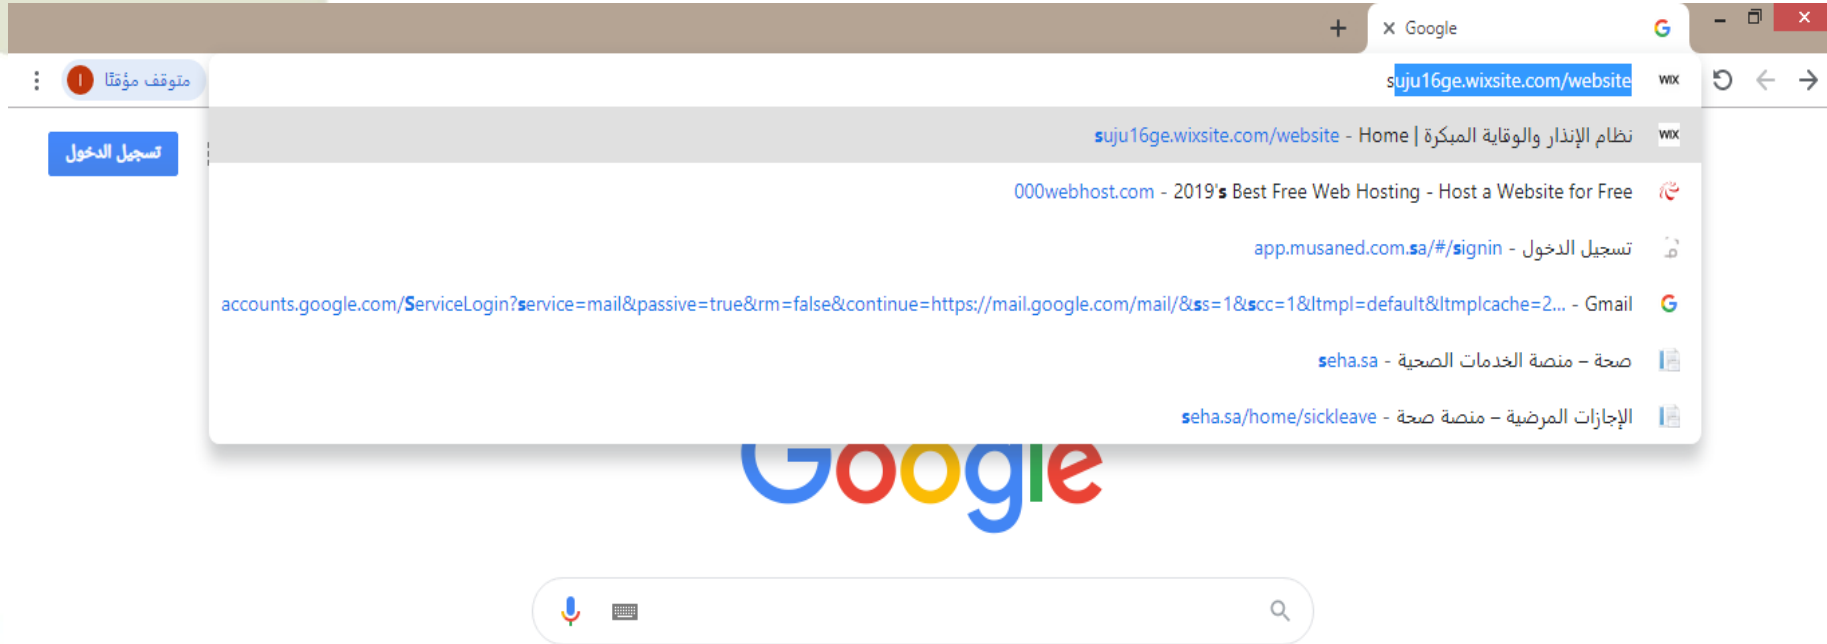 Google
suju16ge.wixsite.com/website
متوقف مؤقتًا
نظام الإنذار والوقاية المبكرة | Home - suju16ge.wixsite.com/website
تسجيل الدخول
000webhost.com - 2019's Best Free Web Hosting - Host a Website for Free
تسجيل الدخول - app.musaned.com.sa/#/signin
accounts.google.com/ServiceLogin?service=mail&passive=true&rm=false&continue=https://mail.google.com/mail/&ss=1&scc=1&ltmpl=default&ltmplcache=2... - Gmail
صحة – منصة الخدمات الصحية - seha.sa
الإجازات المرضية – منصة صحة - seha.sa/home/sickleave
Google